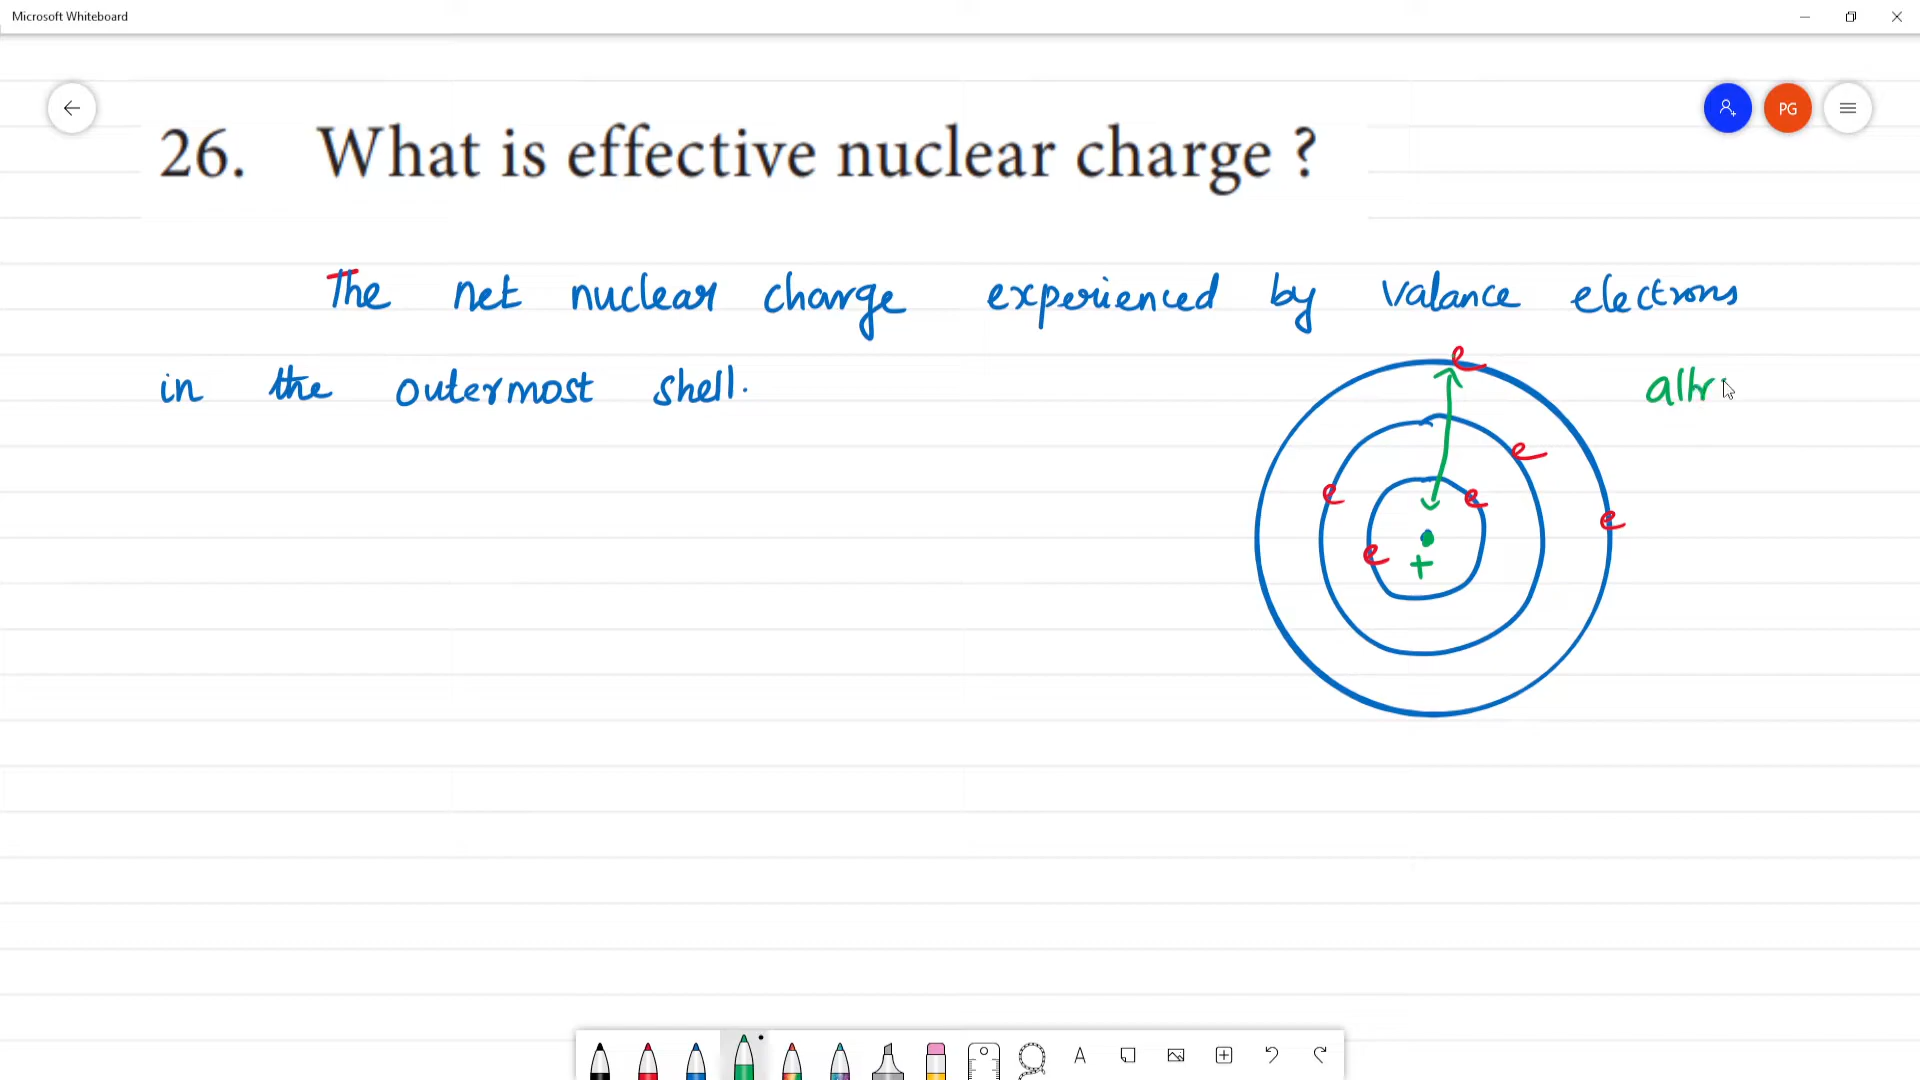 Microsoft Whiteboard
PG
26. What is effective nuclear charge ?
The net nuclear charge experienced by valance electrons
in the outermost shell.
e
e
e
e
e
e
+
A